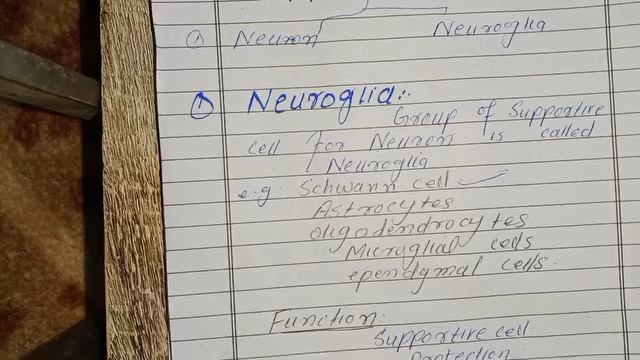 ① Neuron Neuroglia
① Neuroglia:-
Group of Supportive
cell for Neuron is called
Neuroglia
e.g. Schwann cell
Astrocytes
oligodendrocytes
Microglial cells
ependymal cells.
Function:
Supportive cell
Protection